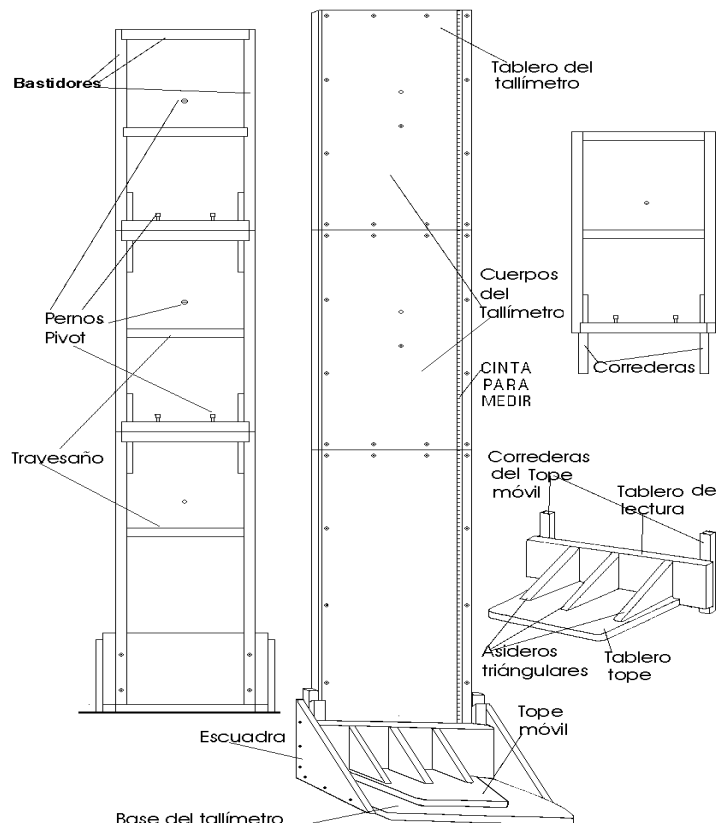 Bastidores
Tablero del
tallímetro
Cuerpos
del
Tallímetro
Pernos
Pivot
CINTA
PARA
MEDIR
Correderas
Travesaño
Correderas
del Tope
móvil
Tablero de
lectura
Asideros
triángulares
Tablero
tope
Tope
móvil
Escuadra
Base del tallímetro